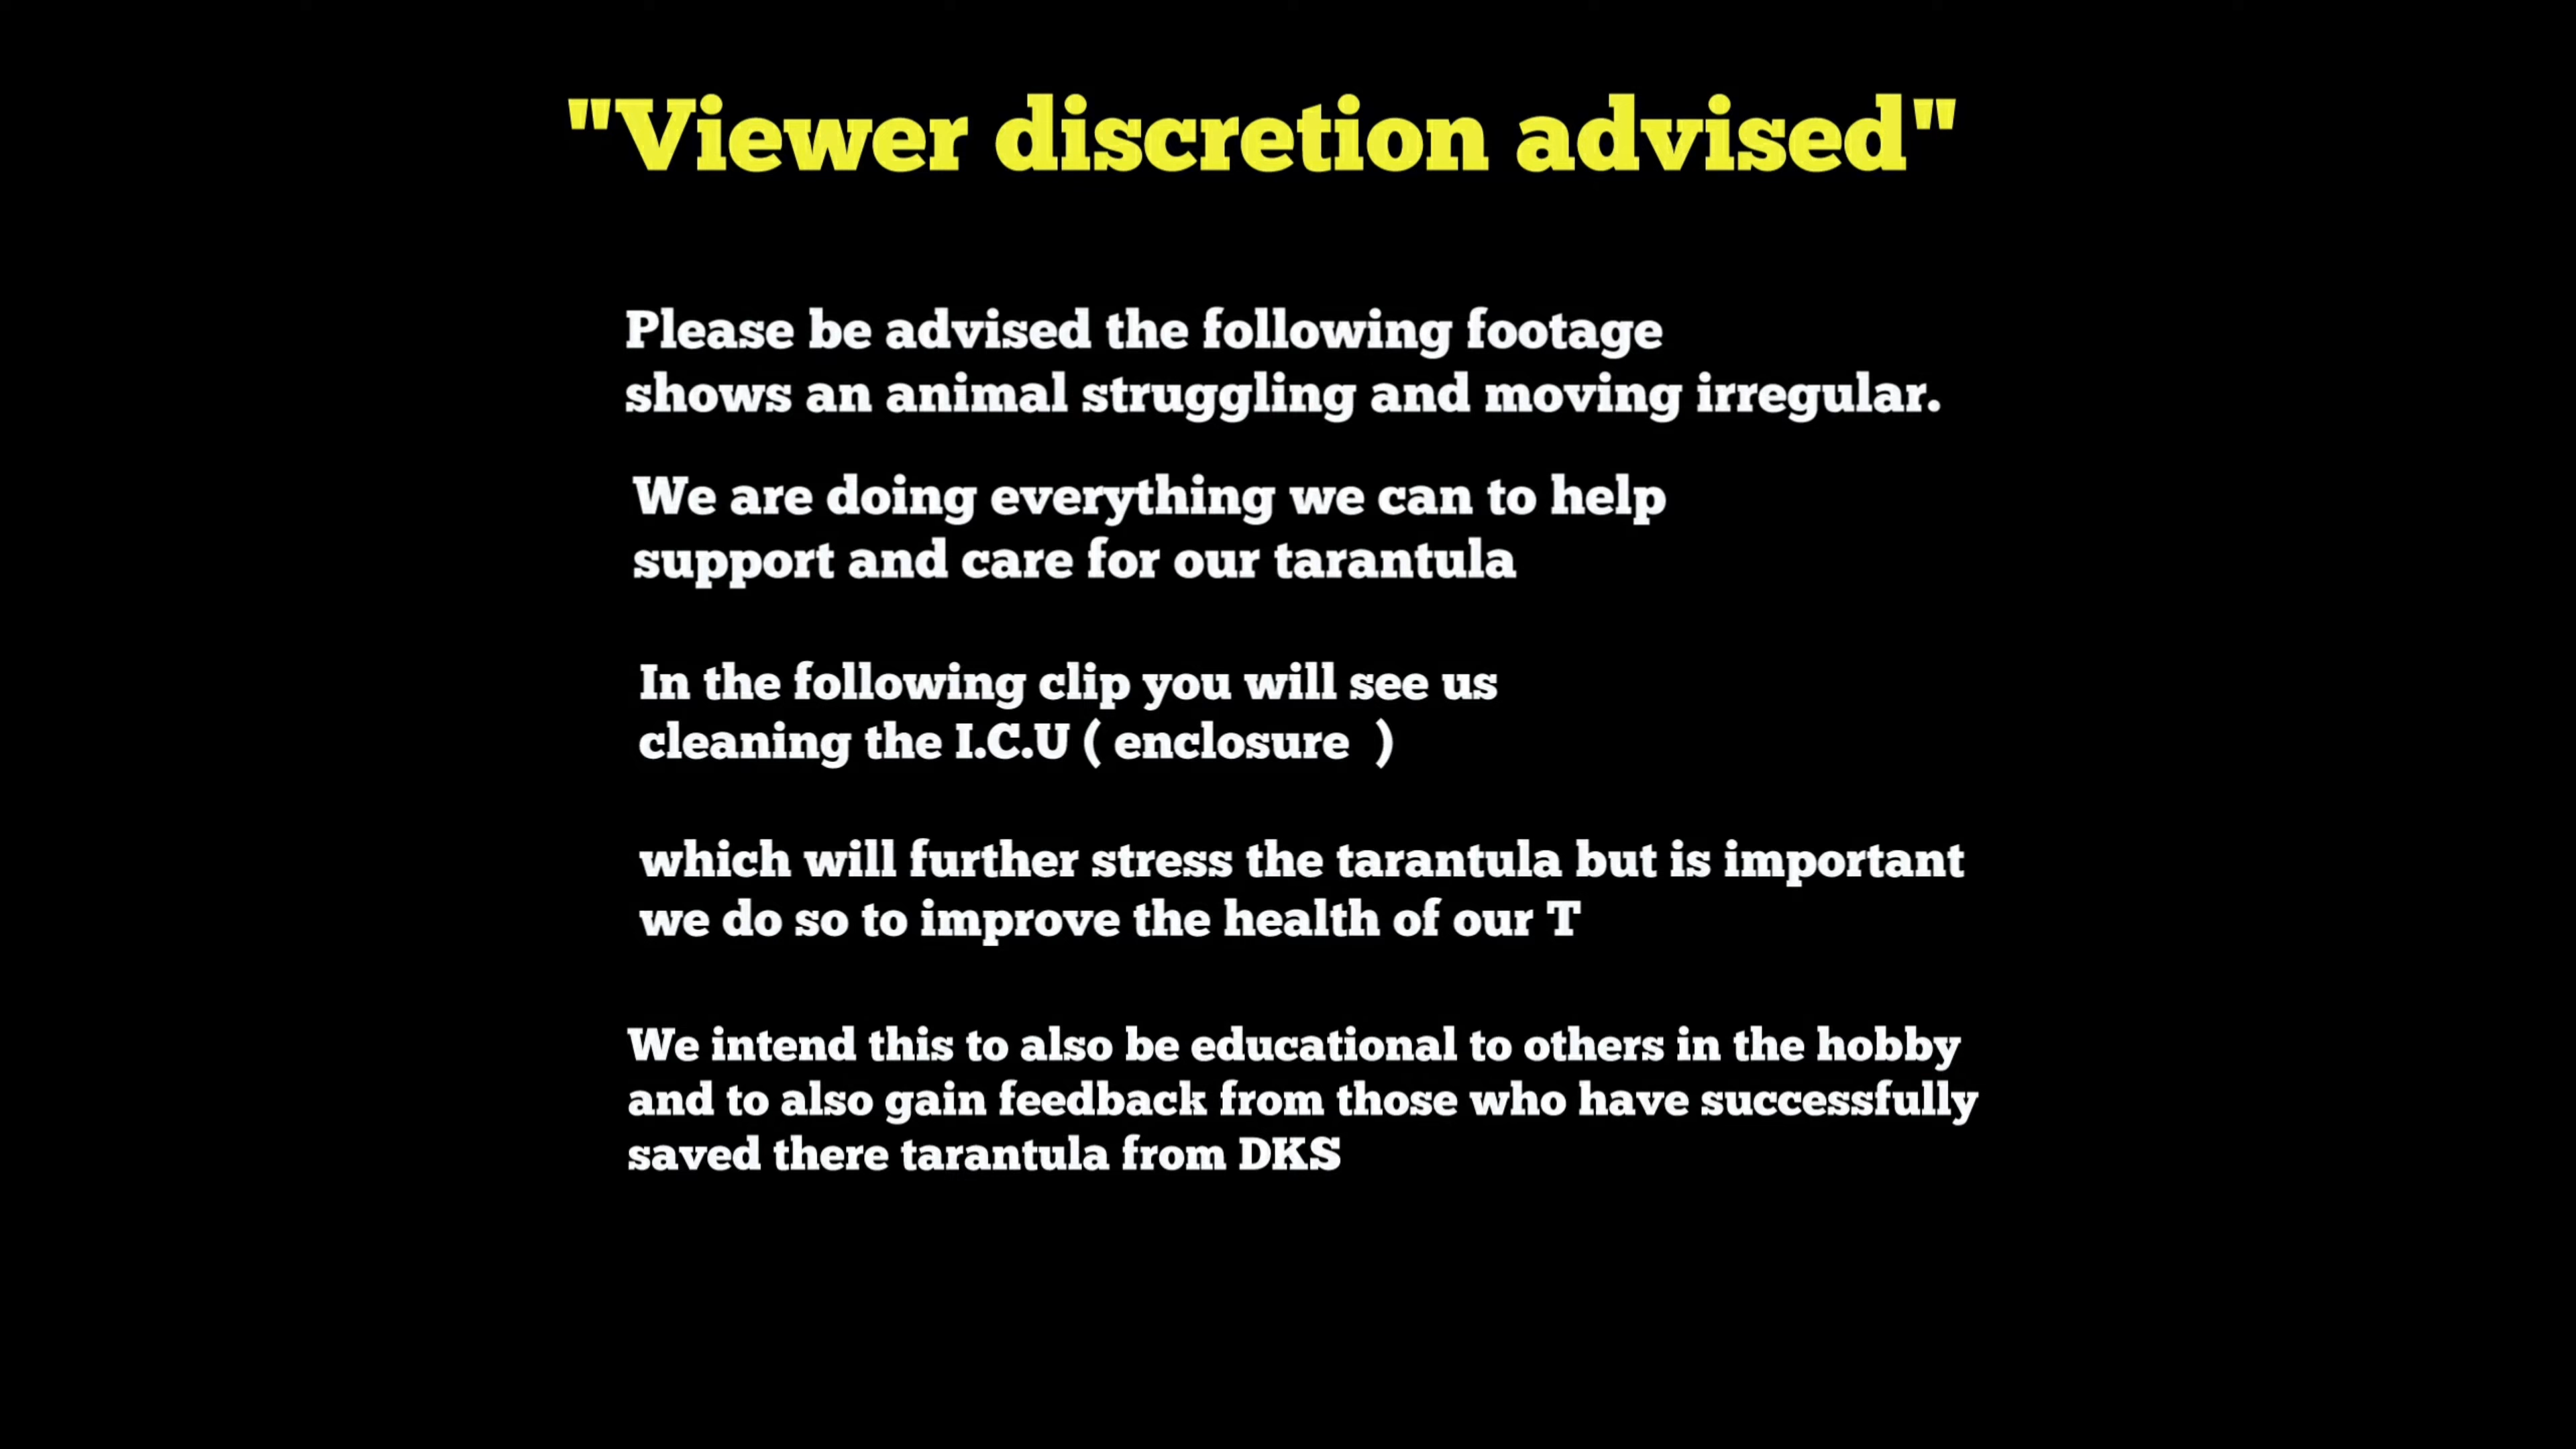 "Viewer discretion advised"
Please be advised the following footage
shows an animal struggling and moving irregular.
We are doing everything we can to help
support and care for our tarantula
In the following clip you will see us
cleaning the I.C.U ( enclosure  )
which will further stress the tarantula but is important
we do so to improve the health of our T
We intend this to also be educational to others in the hobby
and to also gain feedback from those who have successfully
saved there tarantula from DKS